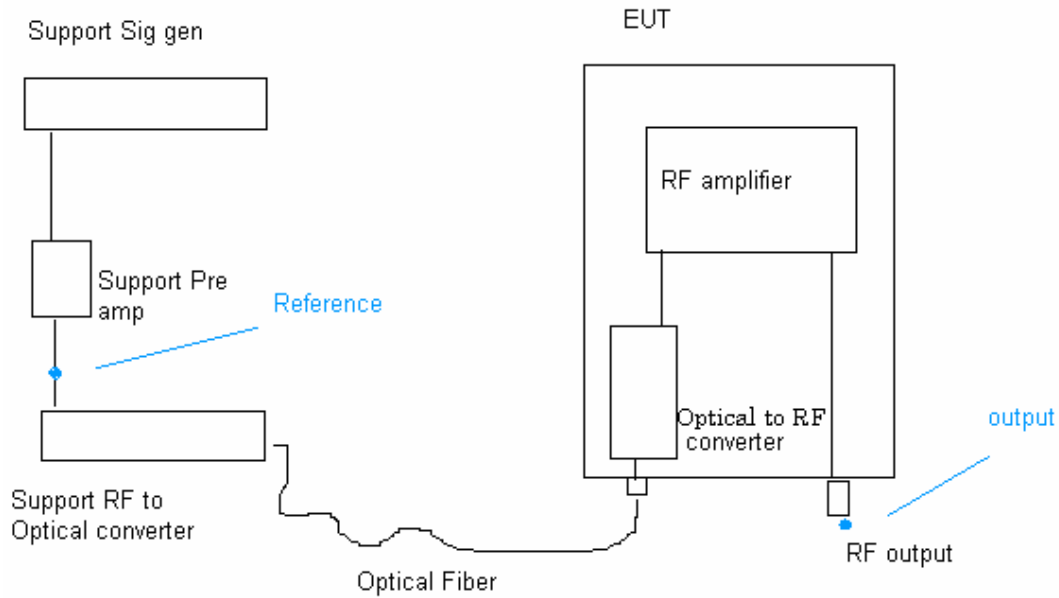 Support Sig gen
EUT
RF amplifier
Support Pre
amp
Reference
Optical to RF
converter
output
Support RF to
Optical converter
RF output
Optical Fiber